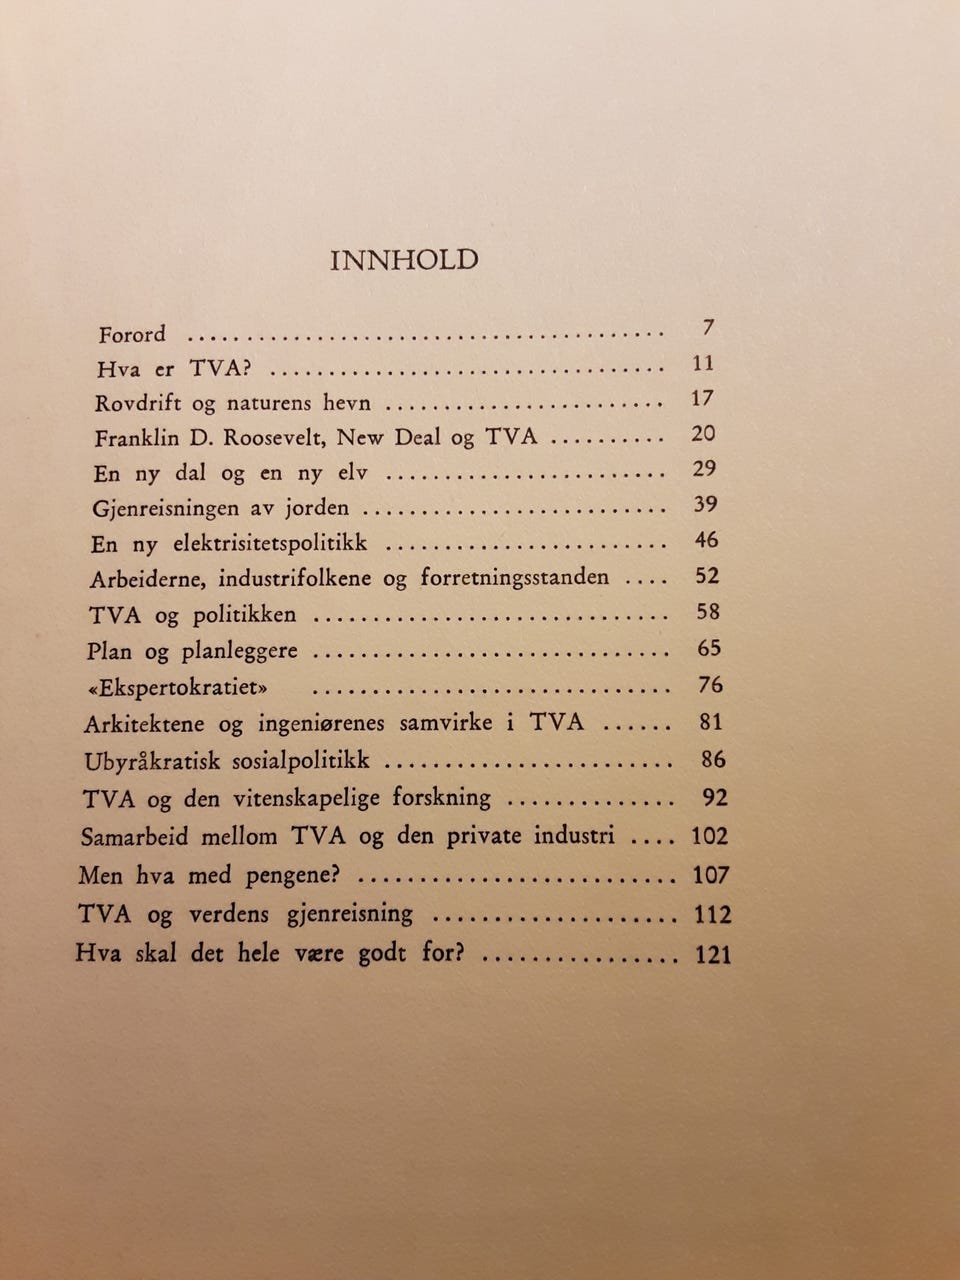 INNHOLD
Forord ........................................ 7
Hva er TVA? .................................. 11
Rovdrift og naturens hevn ........................ 17
Franklin D. Roosevelt, New Deal og TVA .......... 20
En ny dal og en ny elv ........................ 29
Gjenreisningen av jorden .......................... 39
En ny elektrisitetspolitikk ........................ 46
Arbeiderne, industrifolkene og forretningsstanden .... 52
TVA og politikken .............................. 58
Plan og planleggere .............................. 65
«Ekspertokratiet» .............................. 76
Arkitektene og ingeniørenes samvirke i TVA ...... 81
Ubyråkratisk sosialpolitikk ........................ 86
TVA og den vitenskapelige forskning .............. 92
Samarbeid mellom TVA og den private industri .... 102
Men hva med pengene? .......................... 107
TVA og verdens gjenreisning .................... 112
Hva skal det hele være godt for? ................ 121